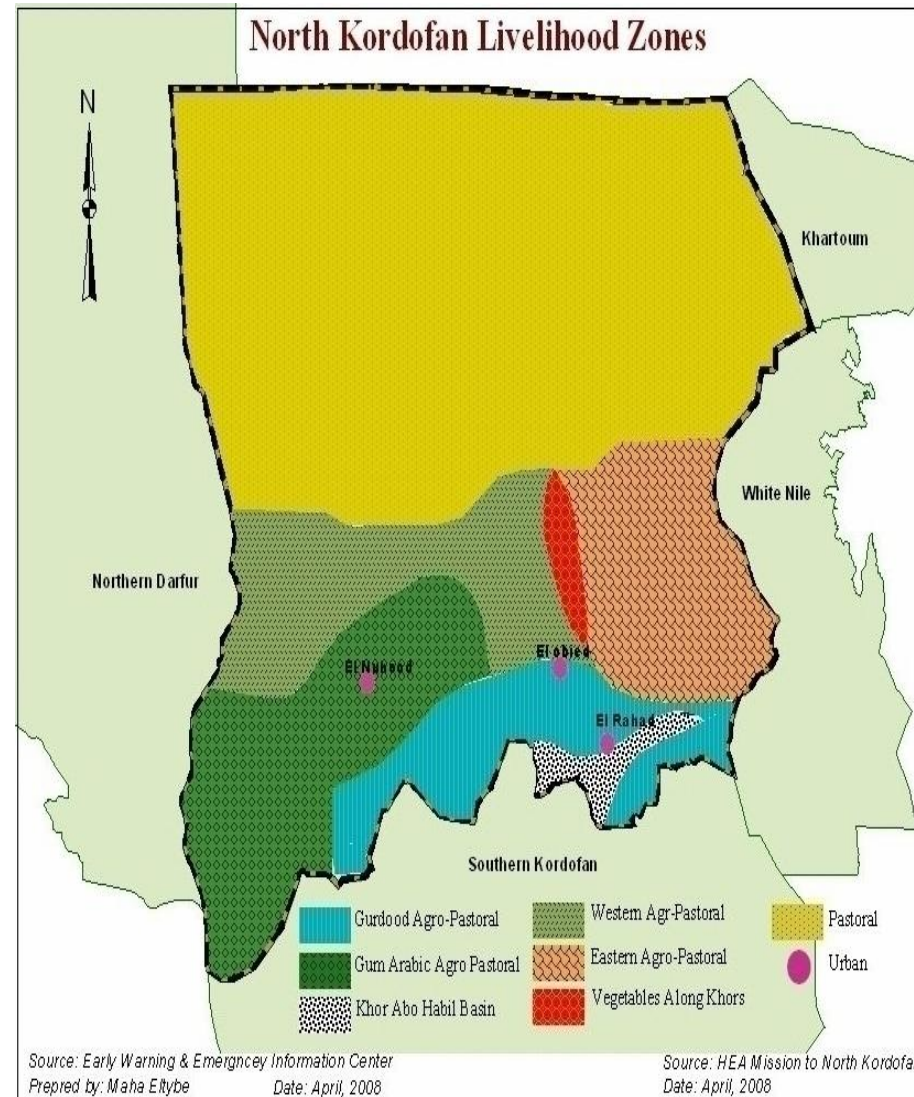 North Kordofan Livelihood Zones
N
Khartoum
White Nile
Northern Darfur
El Nuhood
El obied
El Rahad
Southern Kordofan
Gurdood Agro-Pastoral
Gum Arabic Agro Pastoral
Khor Abo Habil Basin
Western Agr-Pastoral
Eastern Agro-Pastoral
Vegetables Along Khors
Pastoral
Urban
Source: Early Warning & Emergncey Information Center
Prepred by: Maha Eltybe Date: April, 2008
Source: HEA Mission to North Kordofan
Date: April, 2008